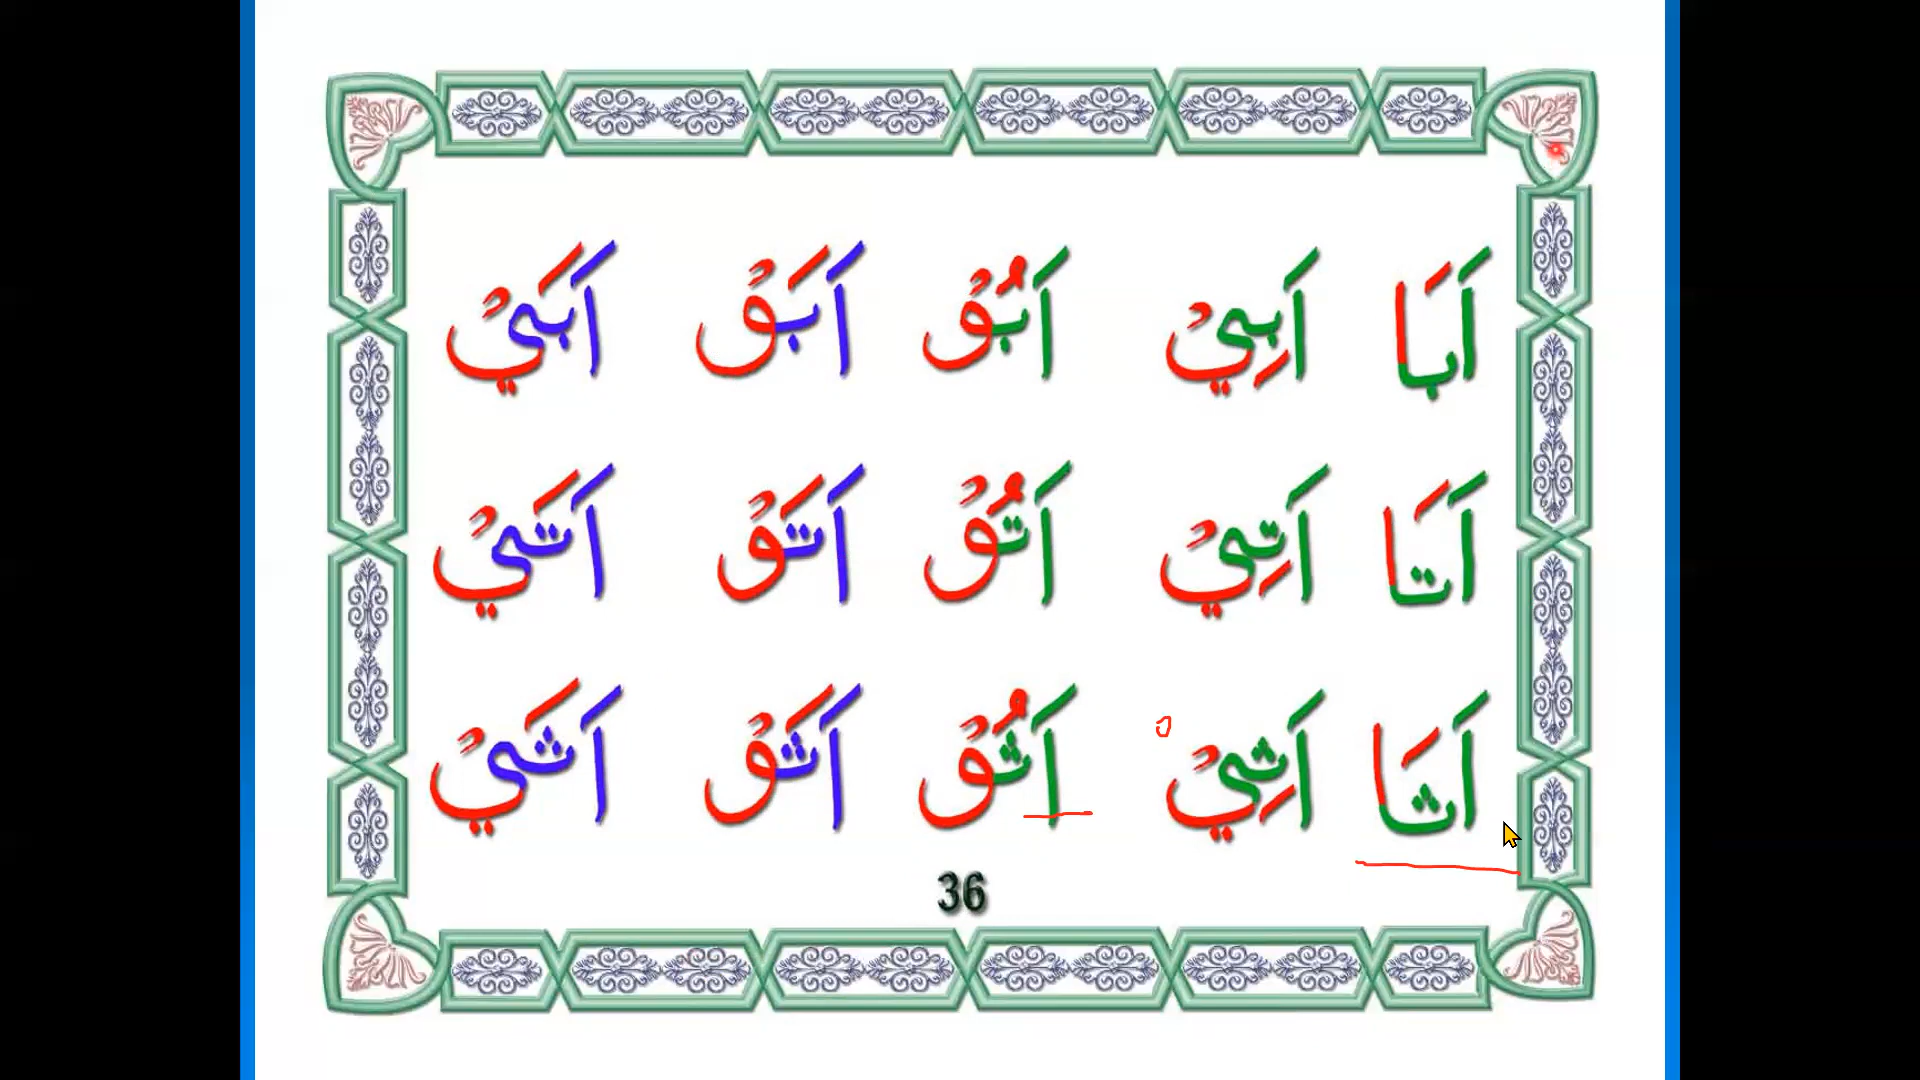 اَبَا اَبِيْ اَبُوْ اَبَوْ اَبَيْ
اَتَا اَتِيْ اَتُوْ اَتَوْ اَتَيْ
اَثَا اَثِيْ اَثُوْ اَثَوْ اَثَيْ
36